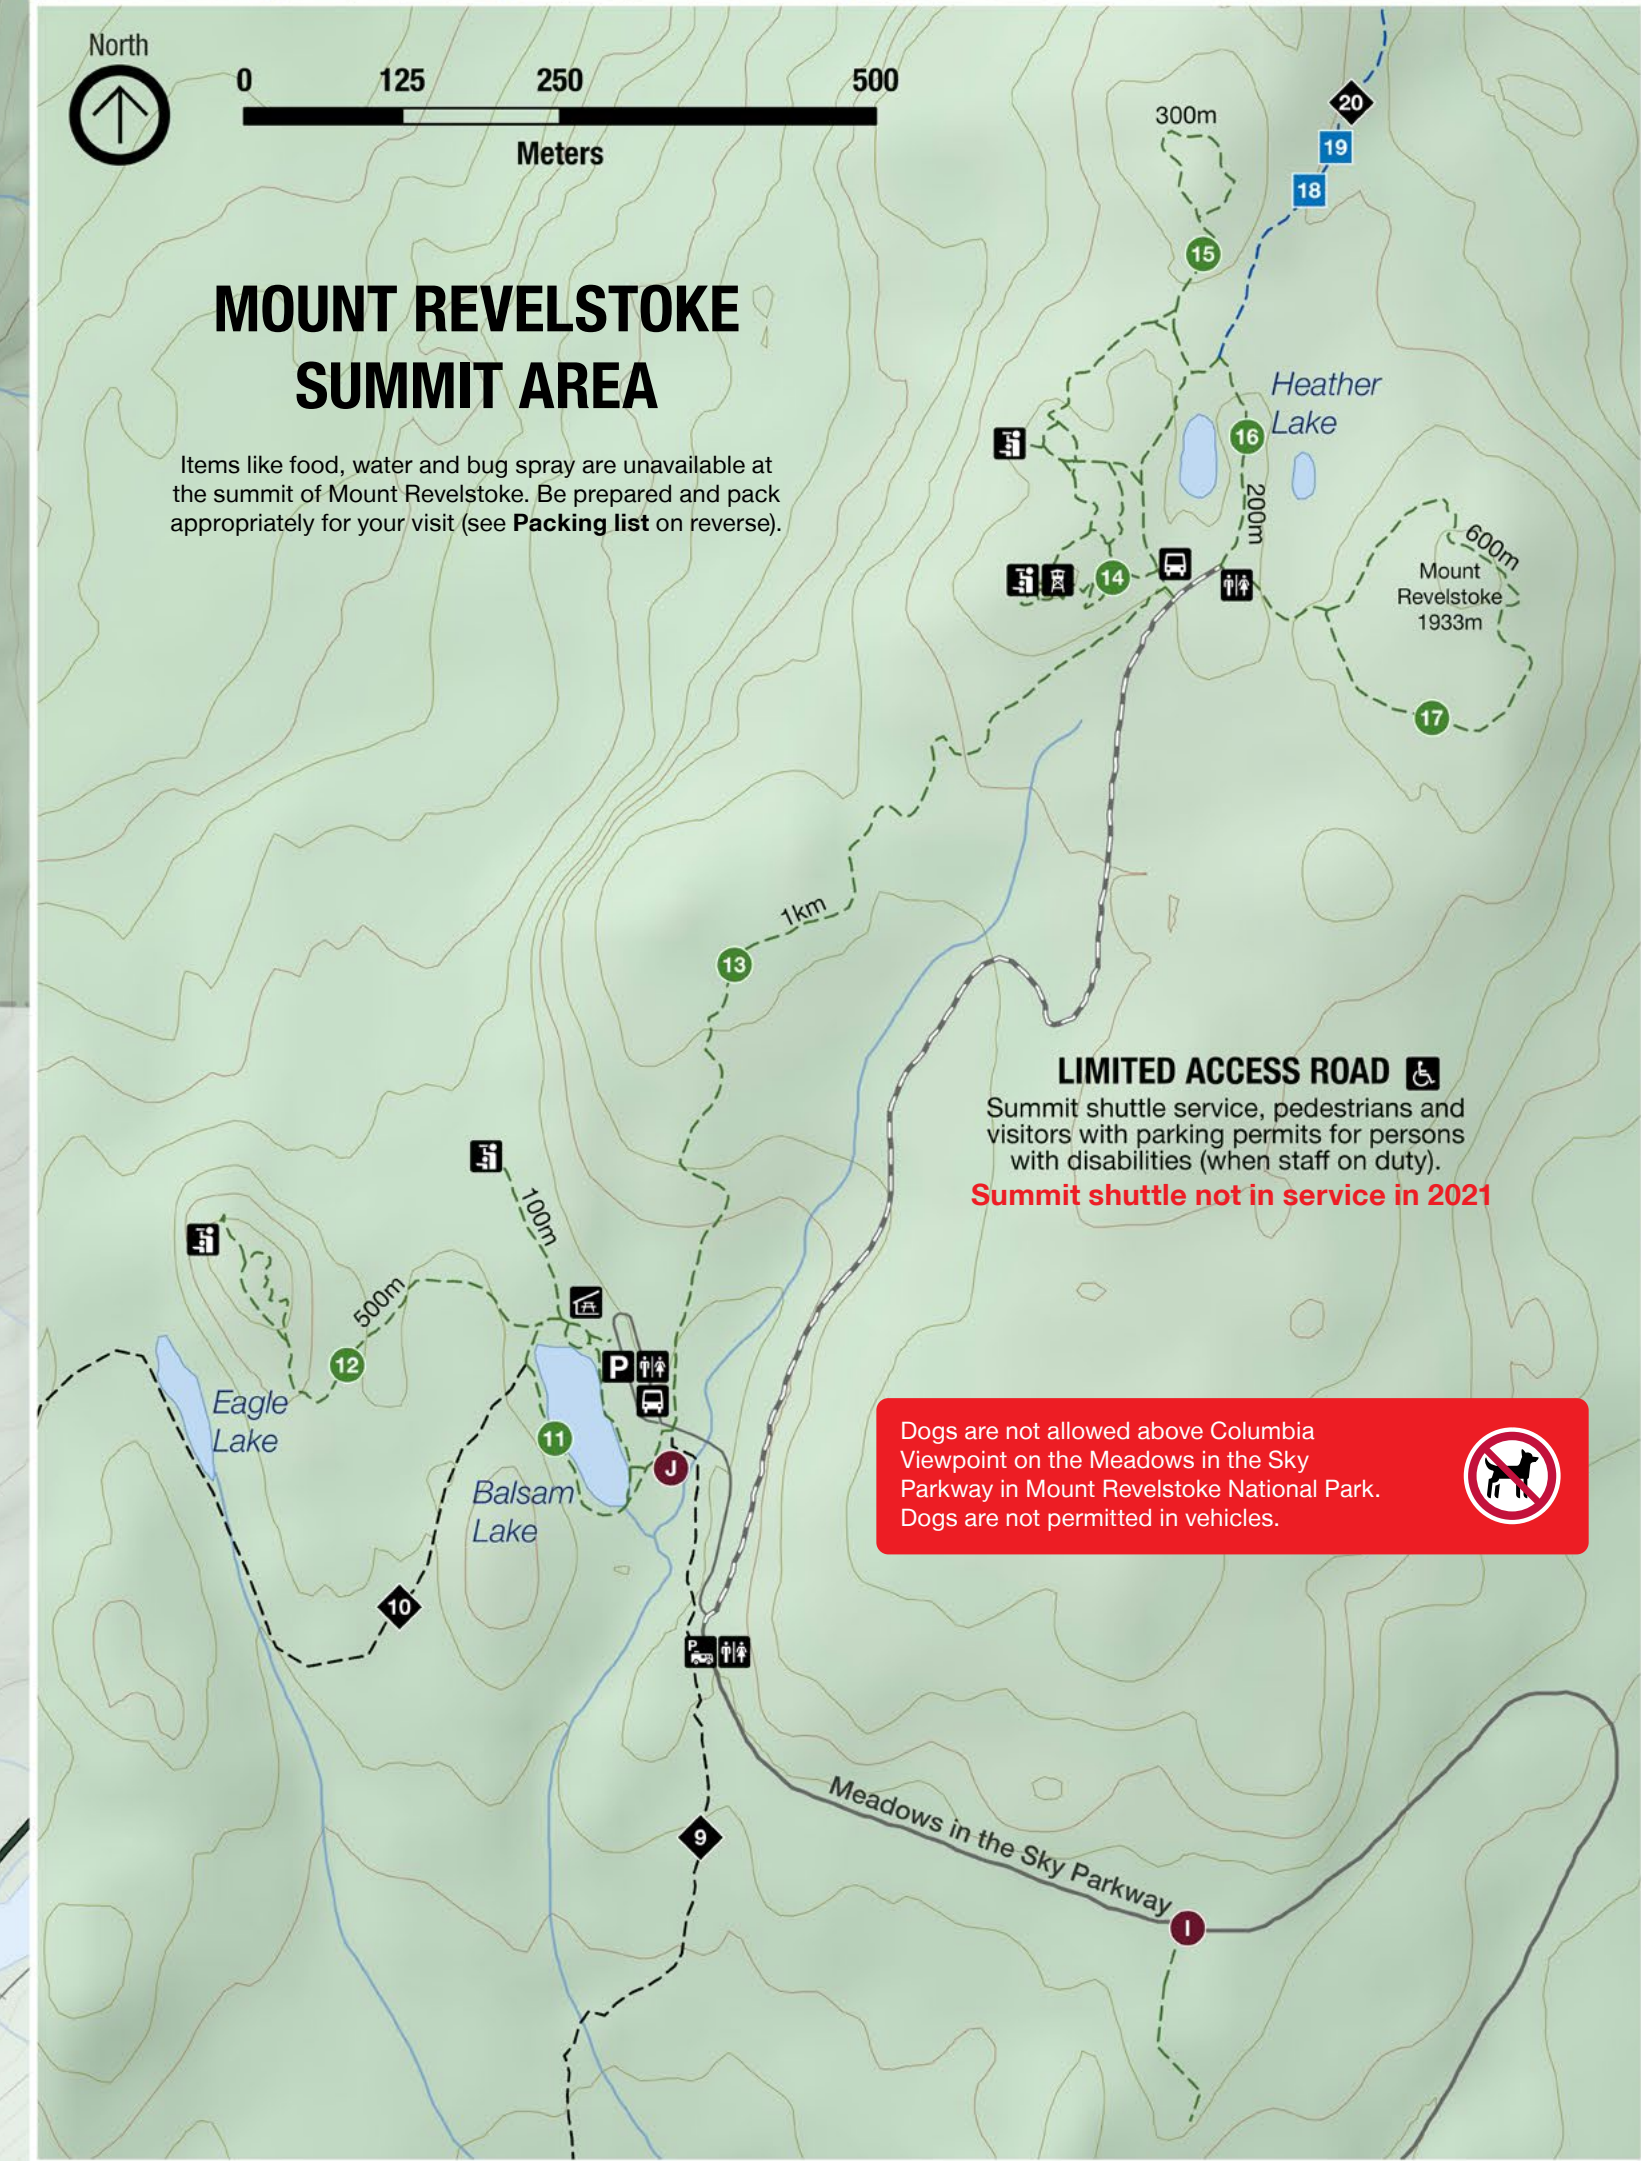 North
0 125 250 500
Meters
MOUNT REVELSTOKE
SUMMIT AREA
Items like food, water and bug spray are unavailable at
the summit of Mount Revelstoke. Be prepared and pack
appropriately for your visit (see Packing list on reverse).
20
300m
19
18
15
Heather
Lake
16
200m
600m
Mount
Revelstoke
1933m
14
17
1km
13
LIMITED ACCESS ROAD
Summit shuttle service, pedestrians and
visitors with parking permits for persons
with disabilities (when staff on duty).
Summit shuttle not in service in 2021
100m
500m
12
P
Eagle
Lake
11
J
Balsam
Lake
Dogs are not allowed above Columbia
Viewpoint on the Meadows in the Sky
Parkway in Mount Revelstoke National Park.
Dogs are not permitted in vehicles.
10
P
Meadows in the Sky Parkway
9
I